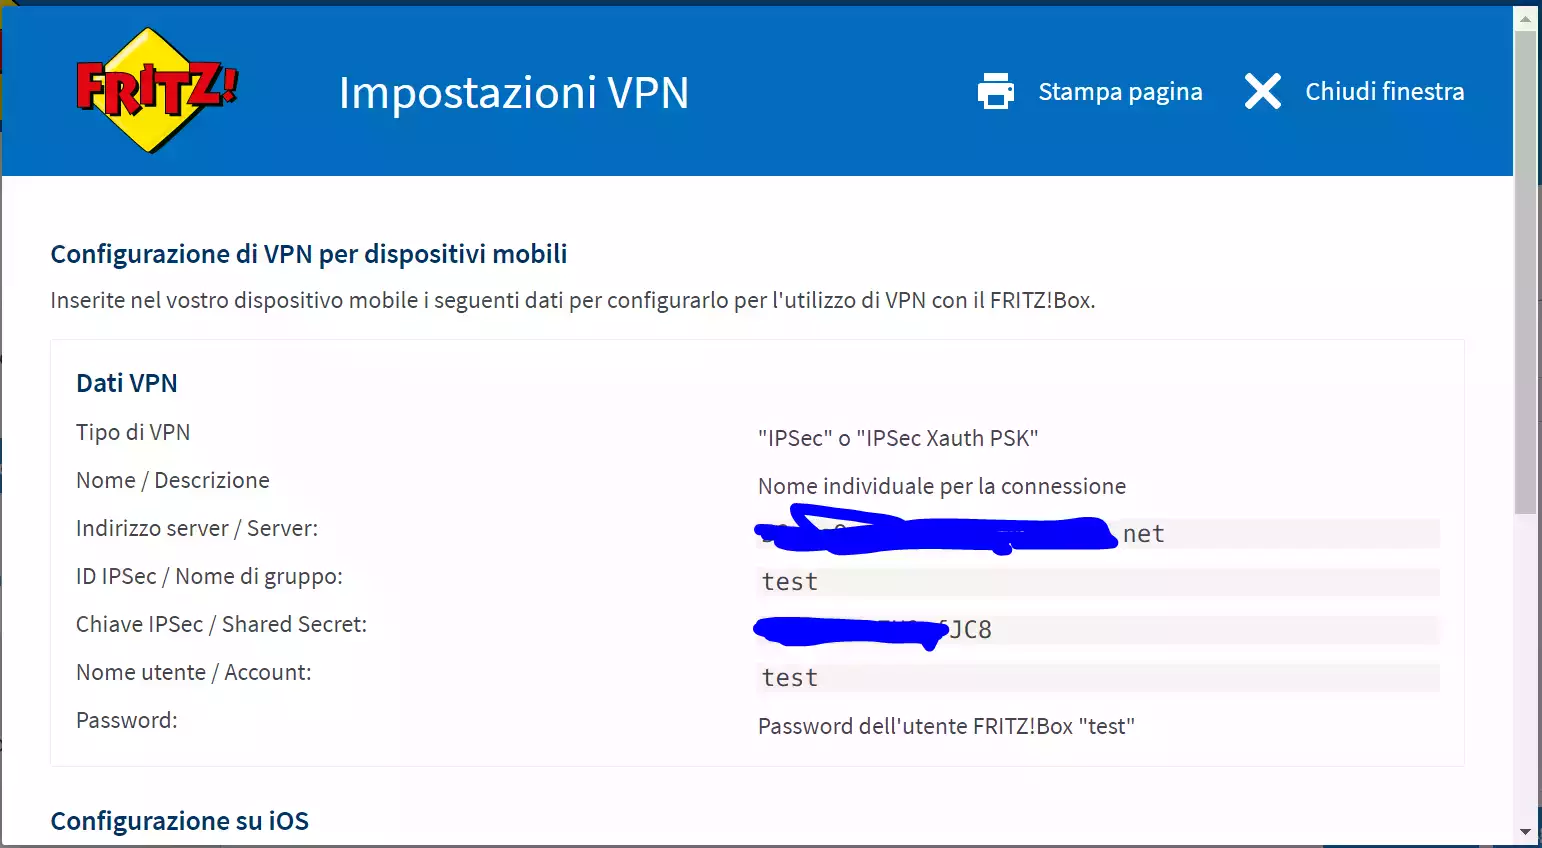 FRITZ!
Impostazioni VPN
Stampa pagina
Chiudi finestra
Configurazione di VPN per dispositivi mobili
Inserite nel vostro dispositivo mobile i seguenti dati per configurarlo per l'utilizzo di VPN con il FRITZ!Box.
Dati VPN
Tipo di VPN "IPSec" o "IPSec Xauth PSK"
Nome / Descrizione Nome individuale per la connessione
Indirizzo server / Server: net
ID IPSec / Nome di gruppo: test
Chiave IPSec / Shared Secret: JC8
Nome utente / Account: test
Password: Password dell'utente FRITZ!Box "test"
Configurazione su iOS